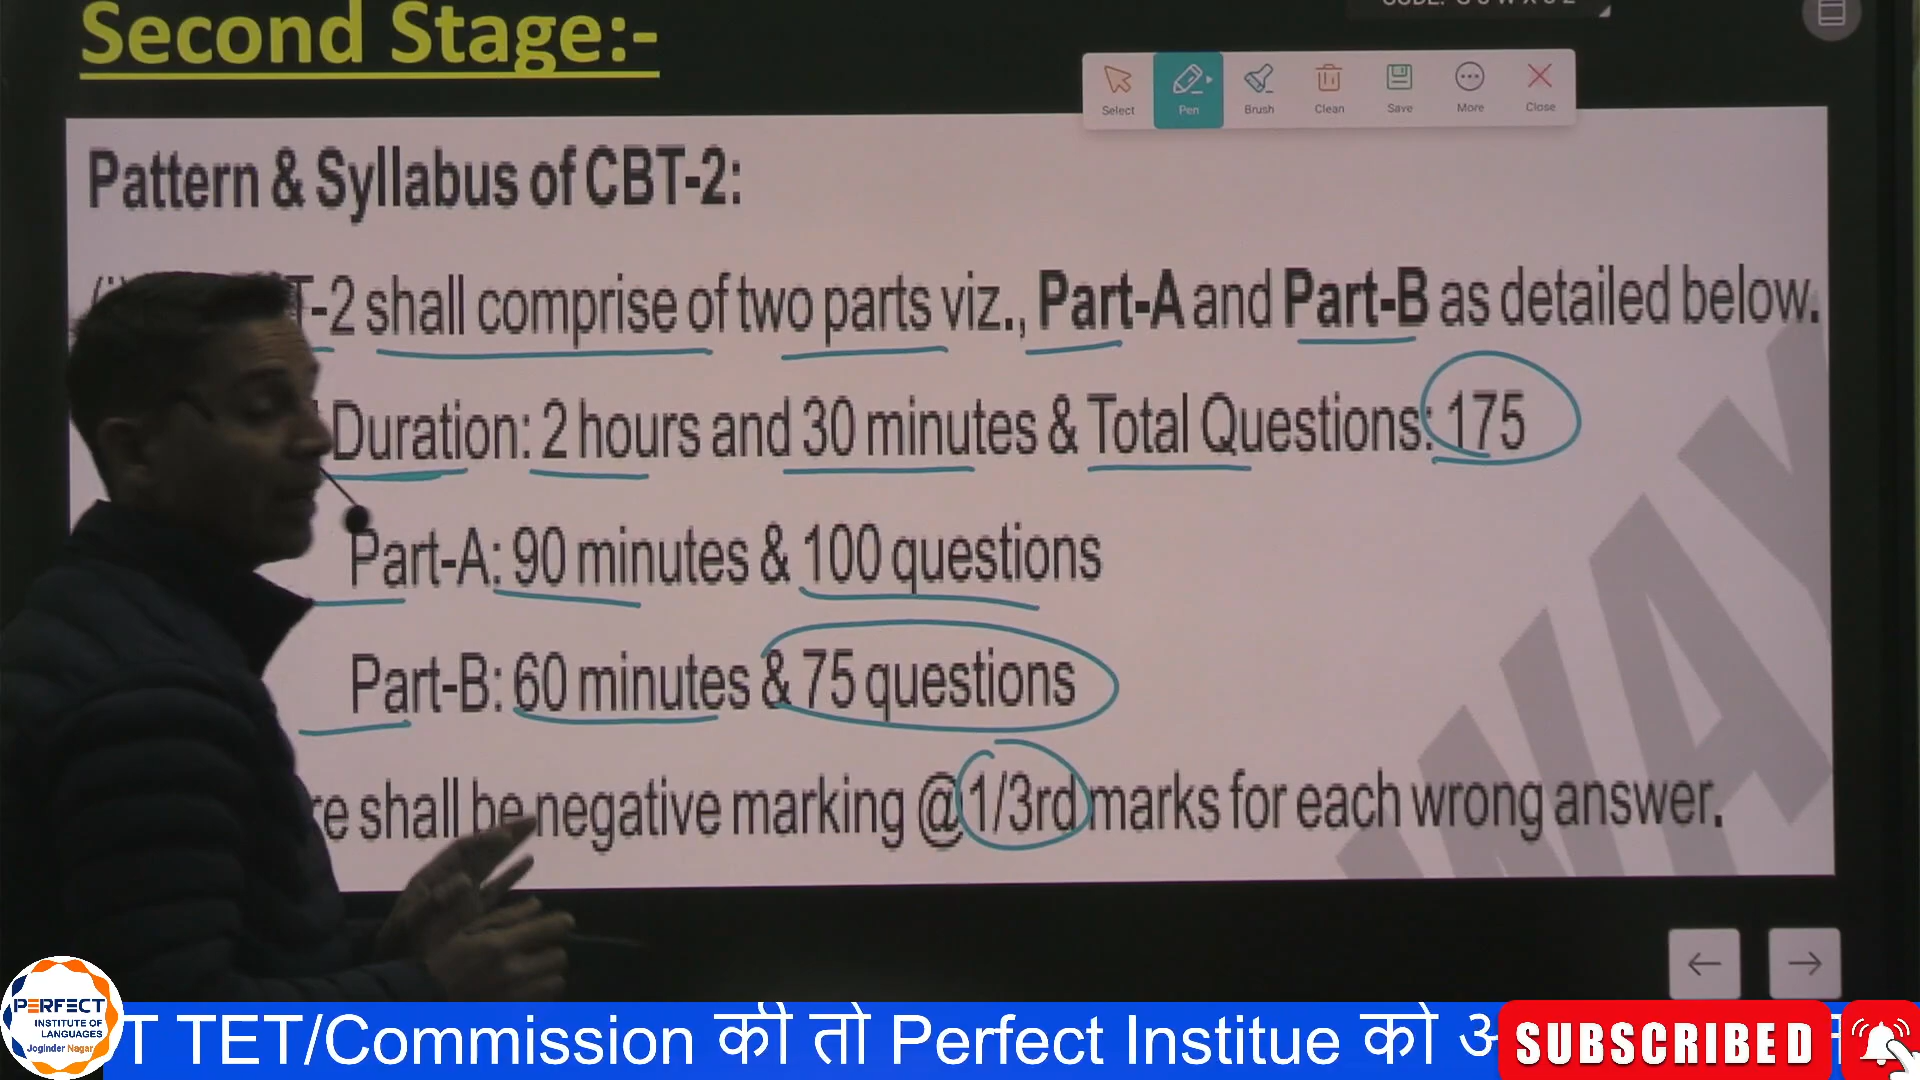 Second Stage:-
Select
Pen
Brush
Clean
Save
More
Close
Pattern & Syllabus of CBT-2:
T-2 shall comprise of two parts viz., Part-A and Part-B as detailed below.
Duration: 2 hours and 30 minutes & Total Questions: 175
Part-A: 90 minutes & 100 questions
Part-B: 60 minutes & 75 questions
re shall be negative marking @1/3rd marks for each wrong answer.
WAY
PERFECT
INSTITUTE OF
LANGUAGES
Joginder Nagar
T TET/Commission की तो Perfect Institue को
SUBSCRIBED